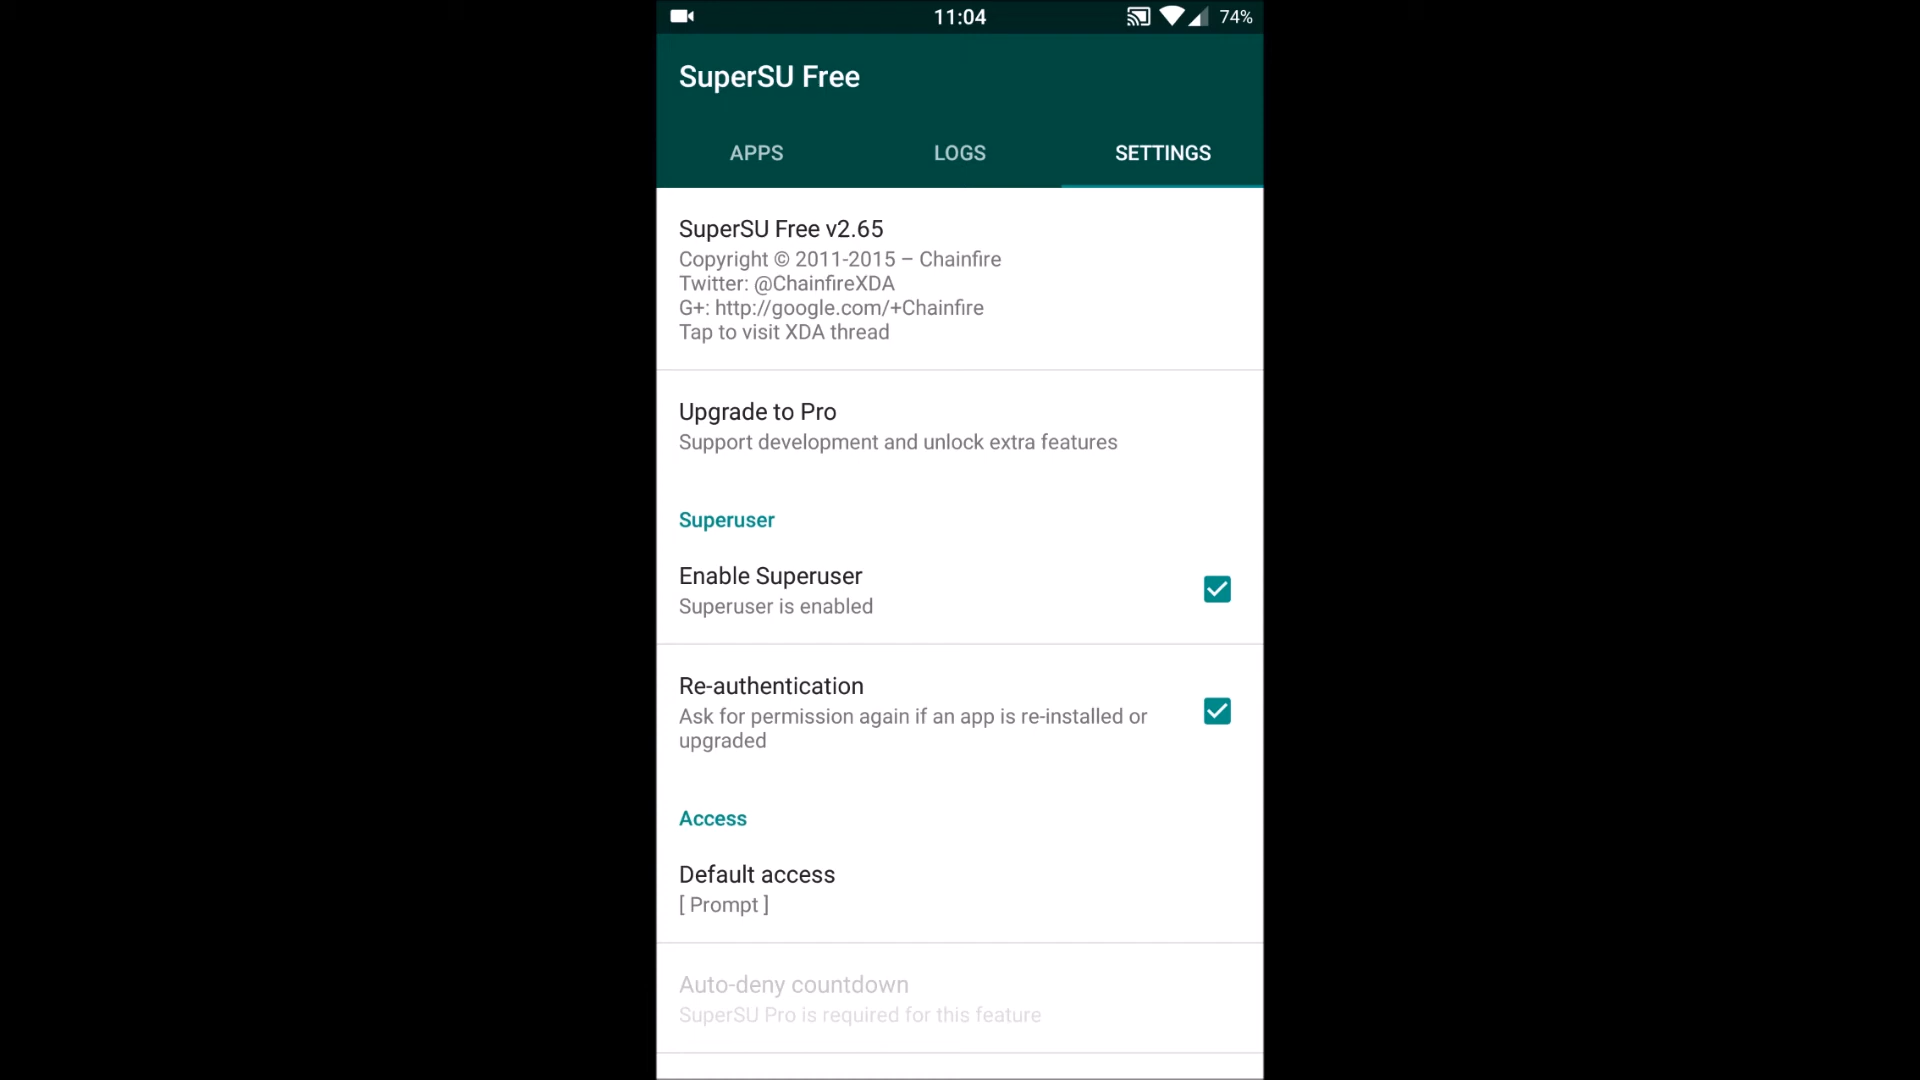 11:04
74%
SuperSU Free
APPS
LOGS
SETTINGS
SuperSU Free v2.65
Copyright © 2011-2015 – Chainfire
Twitter: @ChainfireXDA
G+: http://google.com/+Chainfire
Tap to visit XDA thread
Upgrade to Pro
Support development and unlock extra features
Superuser
Enable Superuser
Superuser is enabled
Re-authentication
Ask for permission again if an app is re-installed or
upgraded
Access
Default access
[ Prompt ]
Auto-deny countdown
SuperSU Pro is required for this feature